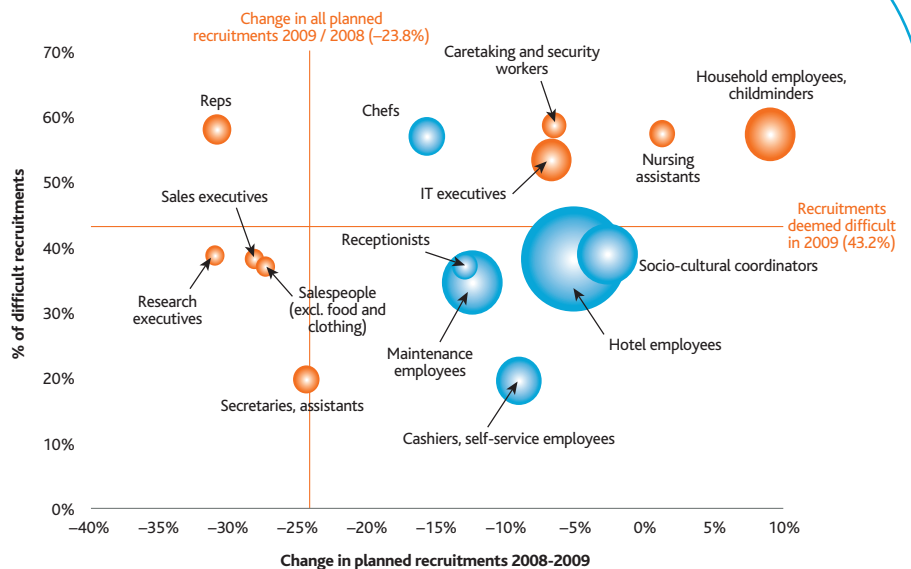 Change in all planned
recruitments 2009 / 2008 (–23.8%)
70%
60%
50%
40%
30%
20%
10%
0%
% of difficult recruitments
Reps
Chefs
Caretaking and security
workers
Household employees,
childminders
Nursing
assistants
IT executives
Sales executives
Recruitments
deemed difficult
in 2009 (43.2%)
Receptionists
Socio-cultural coordinators
Research
executives
Salespeople
(excl. food and
clothing)
Maintenance
employees
Hotel employees
Secretaries, assistants
Cashiers, self-service employees
–40%
–30%
–25%
–20%
–15%
–10%
–5%
0%
5%
10%
Change in planned recruitments 2008-2009